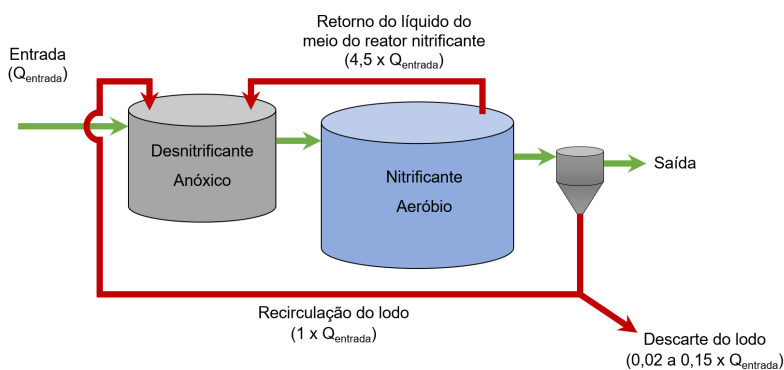 Retorno do líquido do
meio do reator nitrificante
(4,5 x Qentrada)
Entrada
(Qentrada)
Desnitrificante
Anóxico
Nitrificante
Aeróbio
Saída
Recirculação do lodo
(1 x Qentrada)
Descarte do lodo
(0,02 a 0,15 x Qentrada)